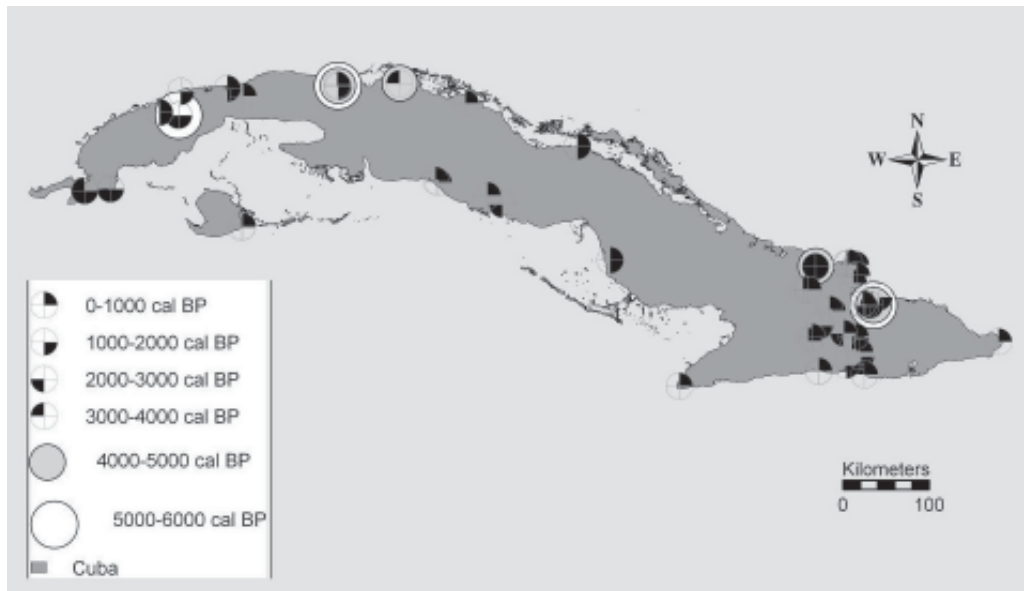 N
W E
S
0-1000 cal BP
1000-2000 cal BP
2000-3000 cal BP
3000-4000 cal BP
4000-5000 cal BP
5000-6000 cal BP
Cuba
Kilometers
0 100